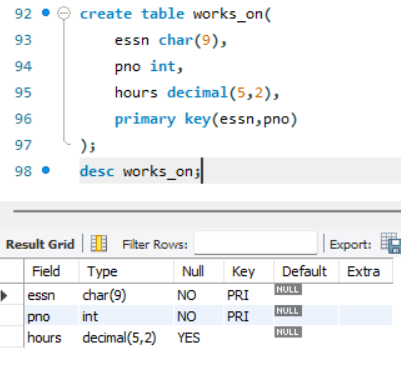 92 create table works_on(
93 essn char(9),
94 pno int,
95 hours decimal(5,2),
96 primary key(essn,pno)
97 );
98 desc works_on;
Result Grid Filter Rows: Export:
Field Type Null Key Default Extra
essn char(9) NO PRI NULL
pno int NO PRI NULL
hours decimal(5,2) YES NULL